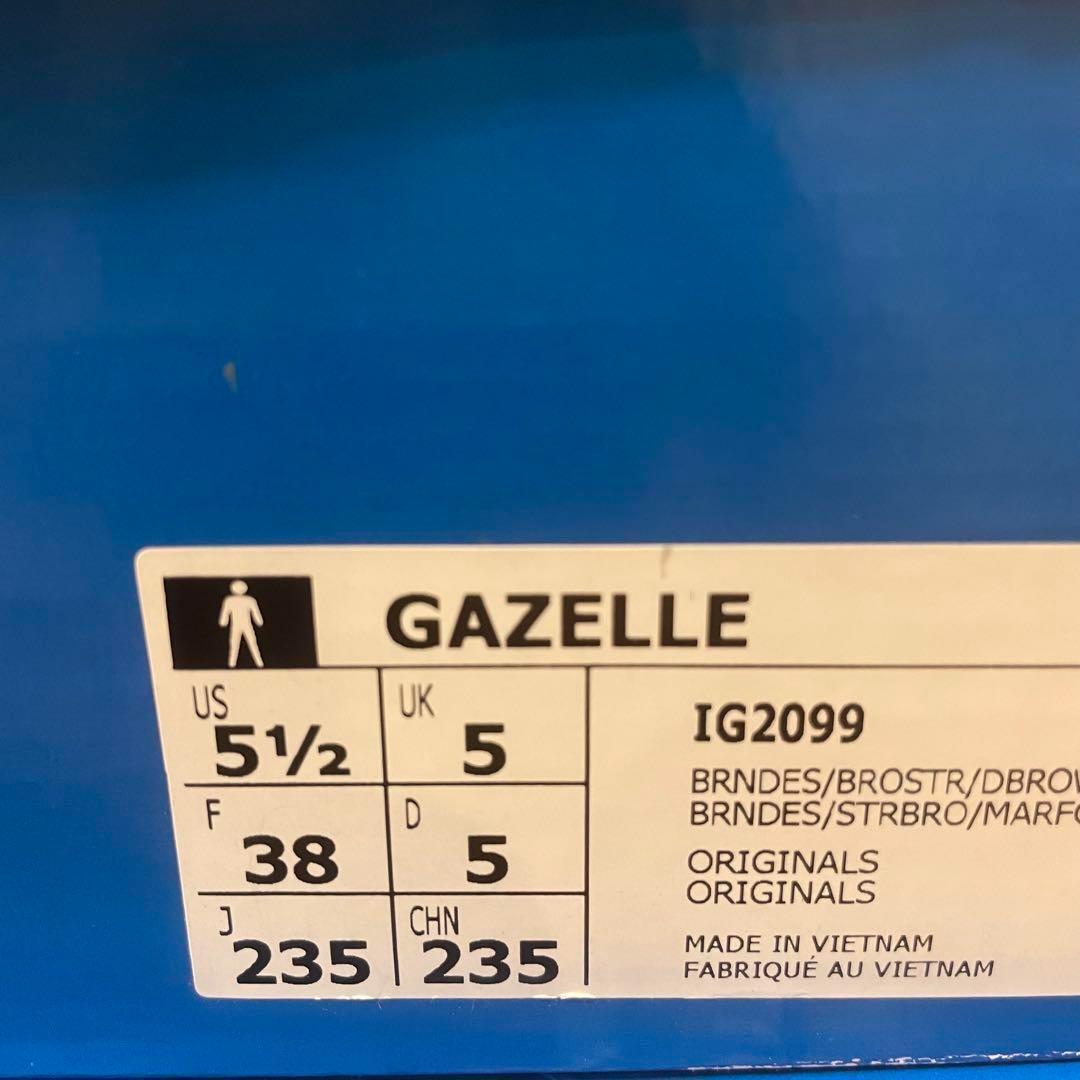 GAZELLE
US 5½ UK 5
F 38 D 5
J 235 CHN 235
IG2099
BRNDES/BROSTR/DBROW
BRNDES/STRBRO/MARFO
ORIGINALS
ORIGINALS
MADE IN VIETNAM
FABRIQUÉ AU VIETNAM